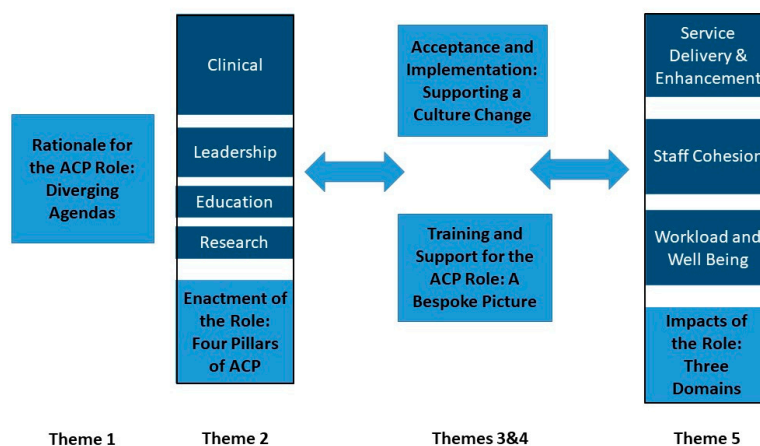 Rationale for
the ACP Role:
Diverging
Agendas
Clinical
Leadership
Education
Research
Enactment of
the Role:
Four Pillars
of ACP
Acceptance and
Implementation:
Supporting a
Culture Change
Training and
Support for the
ACP Role: A
Bespoke Picture
Service
Delivery &
Enhancement
Staff Cohesion
Workload and
Well Being
Impacts of
the Role:
Three
Domains
Theme 1
Theme 2
Themes 3&4
Theme 5